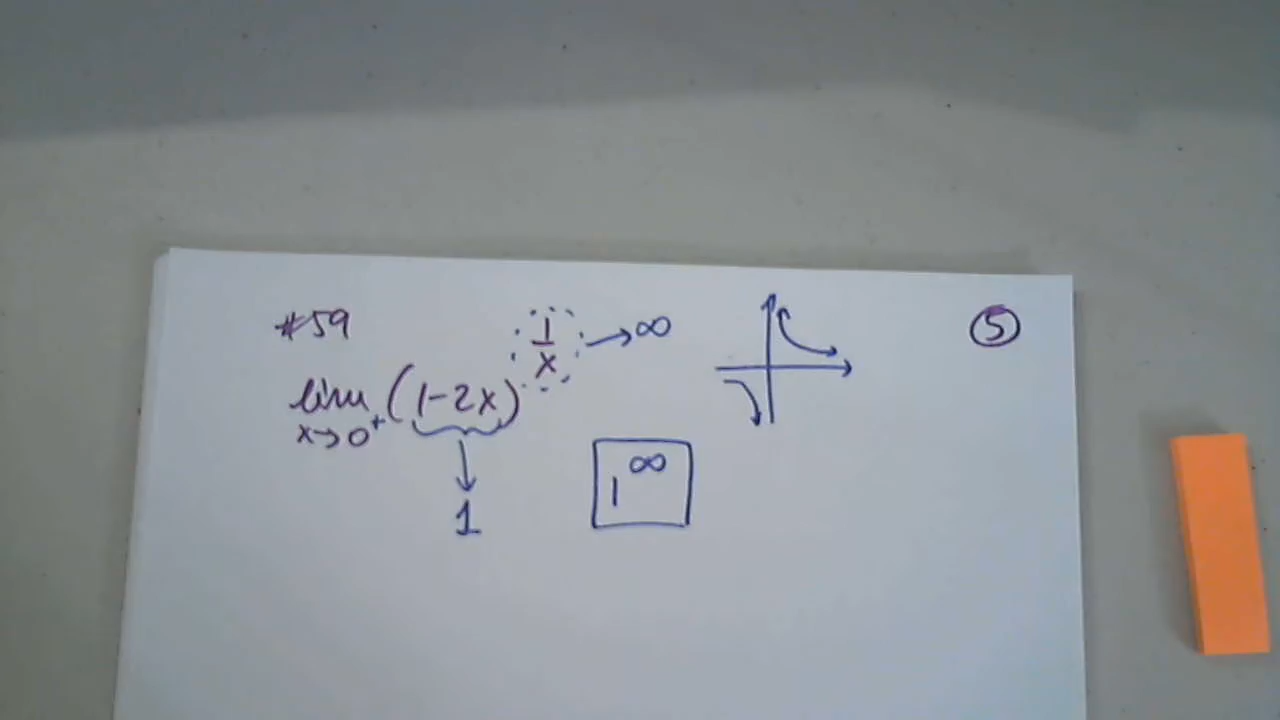 #59
lim x→0⁺ (1-2x)^(1/x) →∞
1
1^∞
5